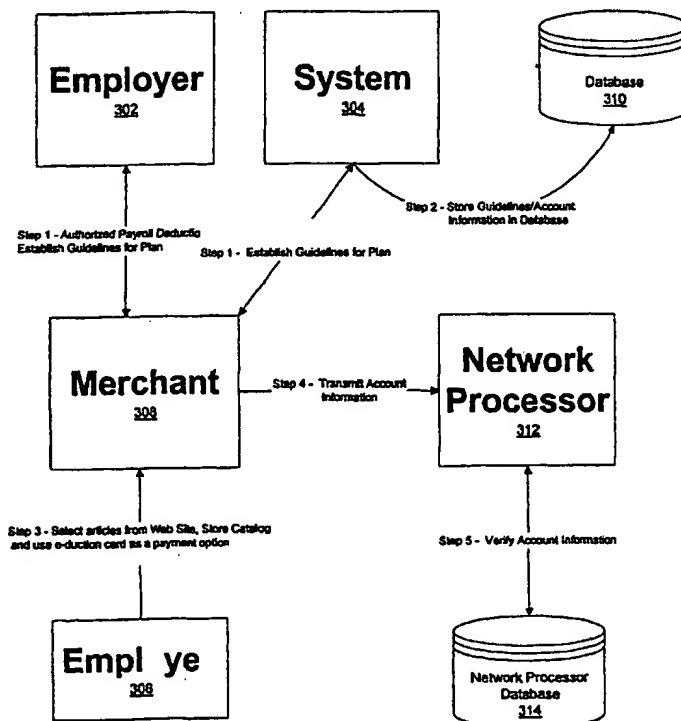 Employer
302
System
304
Database
310
Step 1 - Authorized Payroll Deductio
Establish Guidelines for Plan
Step 1 - Establish Guidelines for Plan
Step 2 - Store Guidelines/Account
Information in Database
Merchant
308
Step 4 - Transmit Account
Information
Network
Processor
312
Step 3 - Select articles from Web Site, Store Catalog
and use e-duction card as a payment option
Step 5 - Verify Account Information
Empl ye
306
Network Processor
Database
314